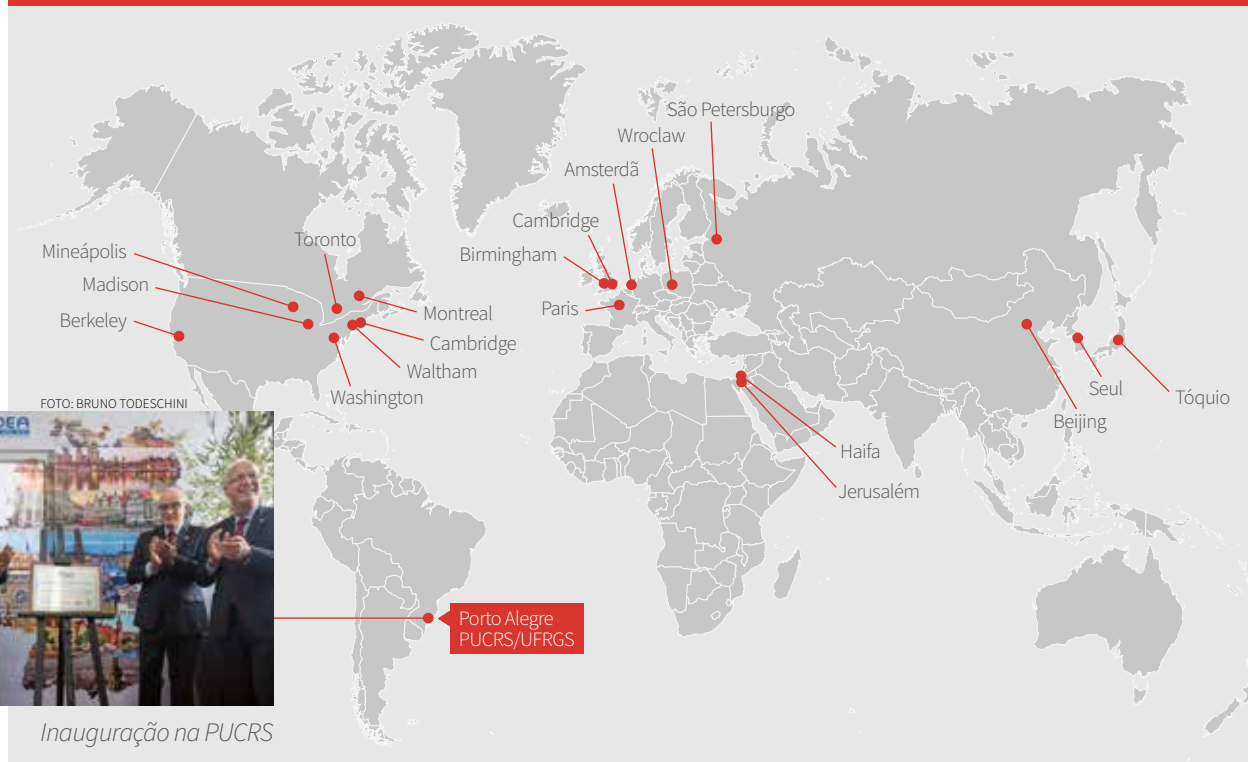 São Petersburgo
Wroclaw
Amsterdã
Cambridge
Birmingham
Paris
Toronto
Mineápolis
Madison
Berkeley
Montreal
Cambridge
Waltham
Washington
Seul
Tóquio
Beijing
Haifa
Jerusalém
FOTO: BRUNO TODESCHINI
Porto Alegre
PUCRS/UFRGS
Inauguração na PUCRS